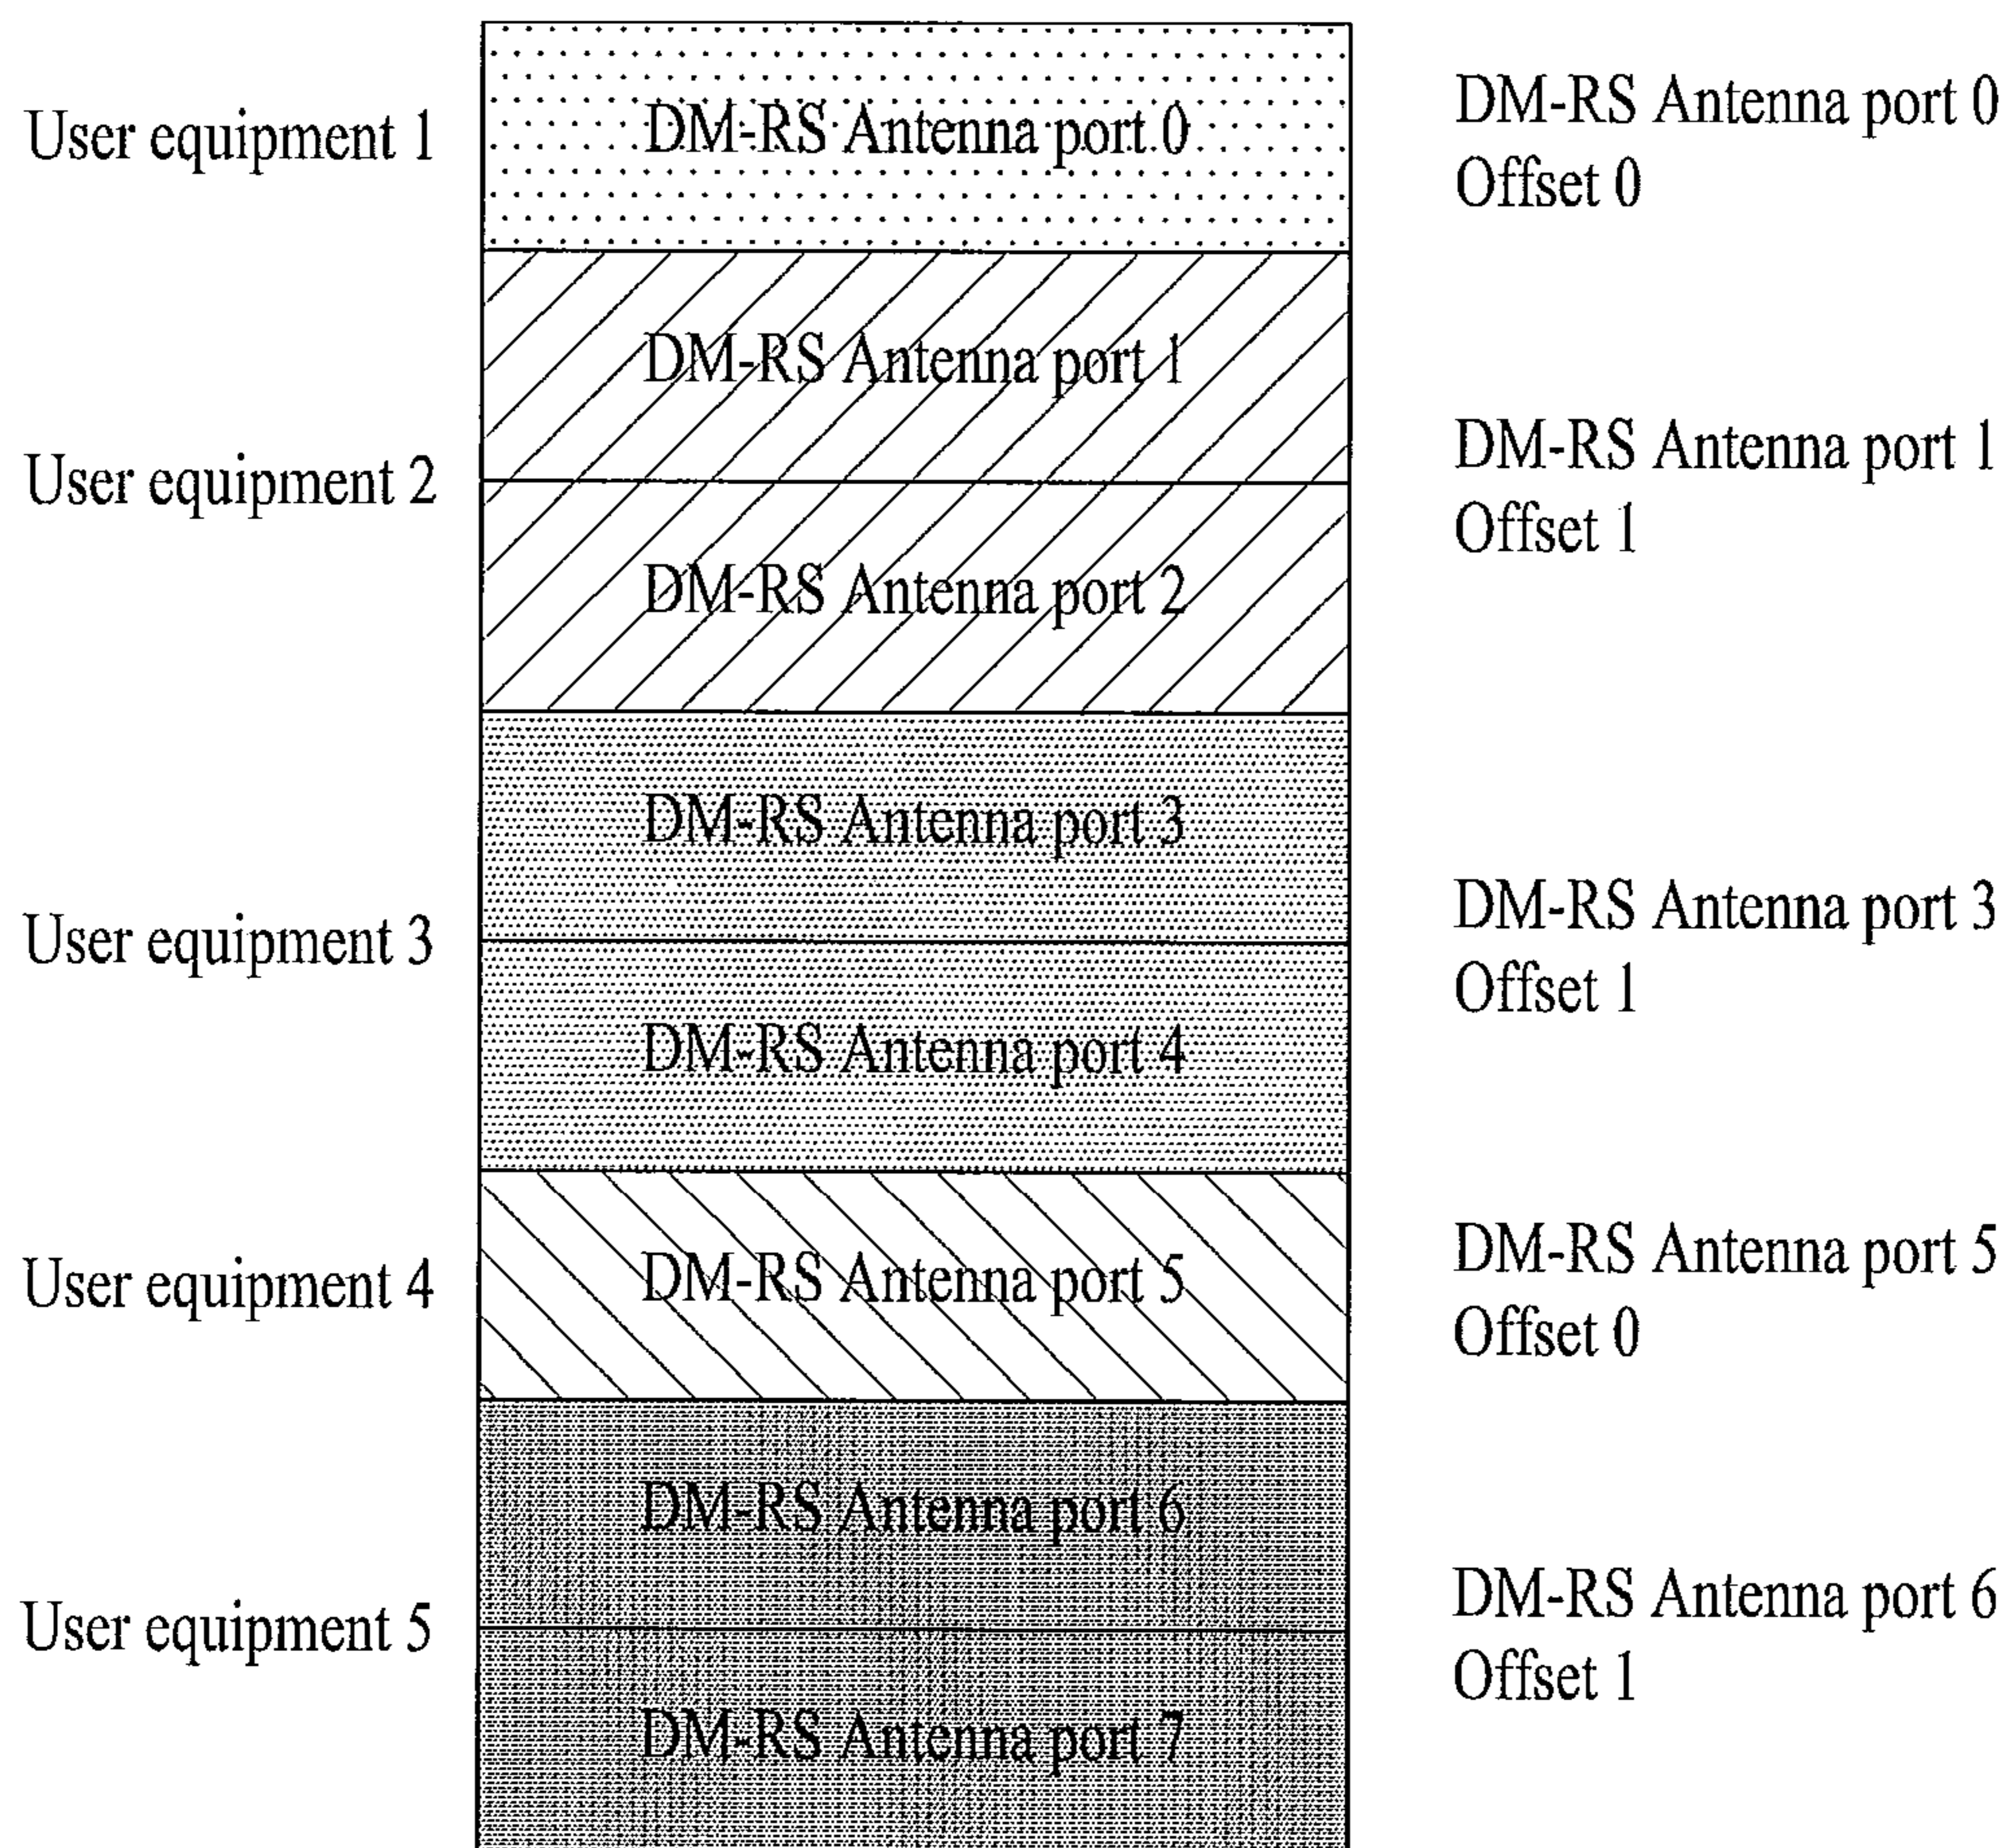 User equipment 1
DM-RS Antenna port 0
DM-RS Antenna port 0
Offset 0
DM-RS Antenna port 1
User equipment 2
DM-RS Antenna port 1
Offset 1
DM-RS Antenna port 2
DM-RS Antenna port 3
User equipment 3
DM-RS Antenna port 3
Offset 1
DM-RS Antenna port 4
User equipment 4
DM-RS Antenna port 5
DM-RS Antenna port 5
Offset 0
DM-RS Antenna port 6
User equipment 5
DM-RS Antenna port 6
Offset 1
DM-RS Antenna port 7